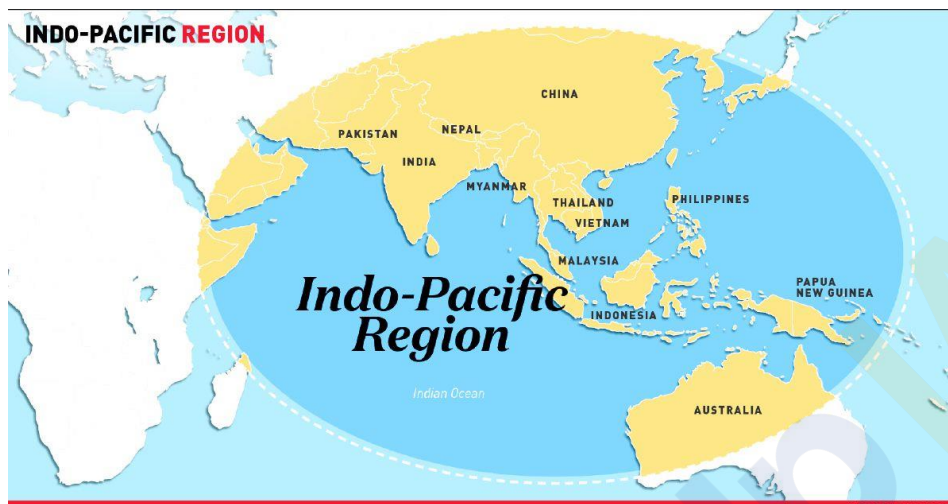 INDO-PACIFIC REGION
CHINA
PAKISTAN
NEPAL
INDIA
MYANMAR
THAILAND
VIETNAM
PHILIPPINES
MALAYSIA
Indo-Pacific
Region
INDONESIA
PAPUA
NEW GUINEA
Indian Ocean
AUSTRALIA